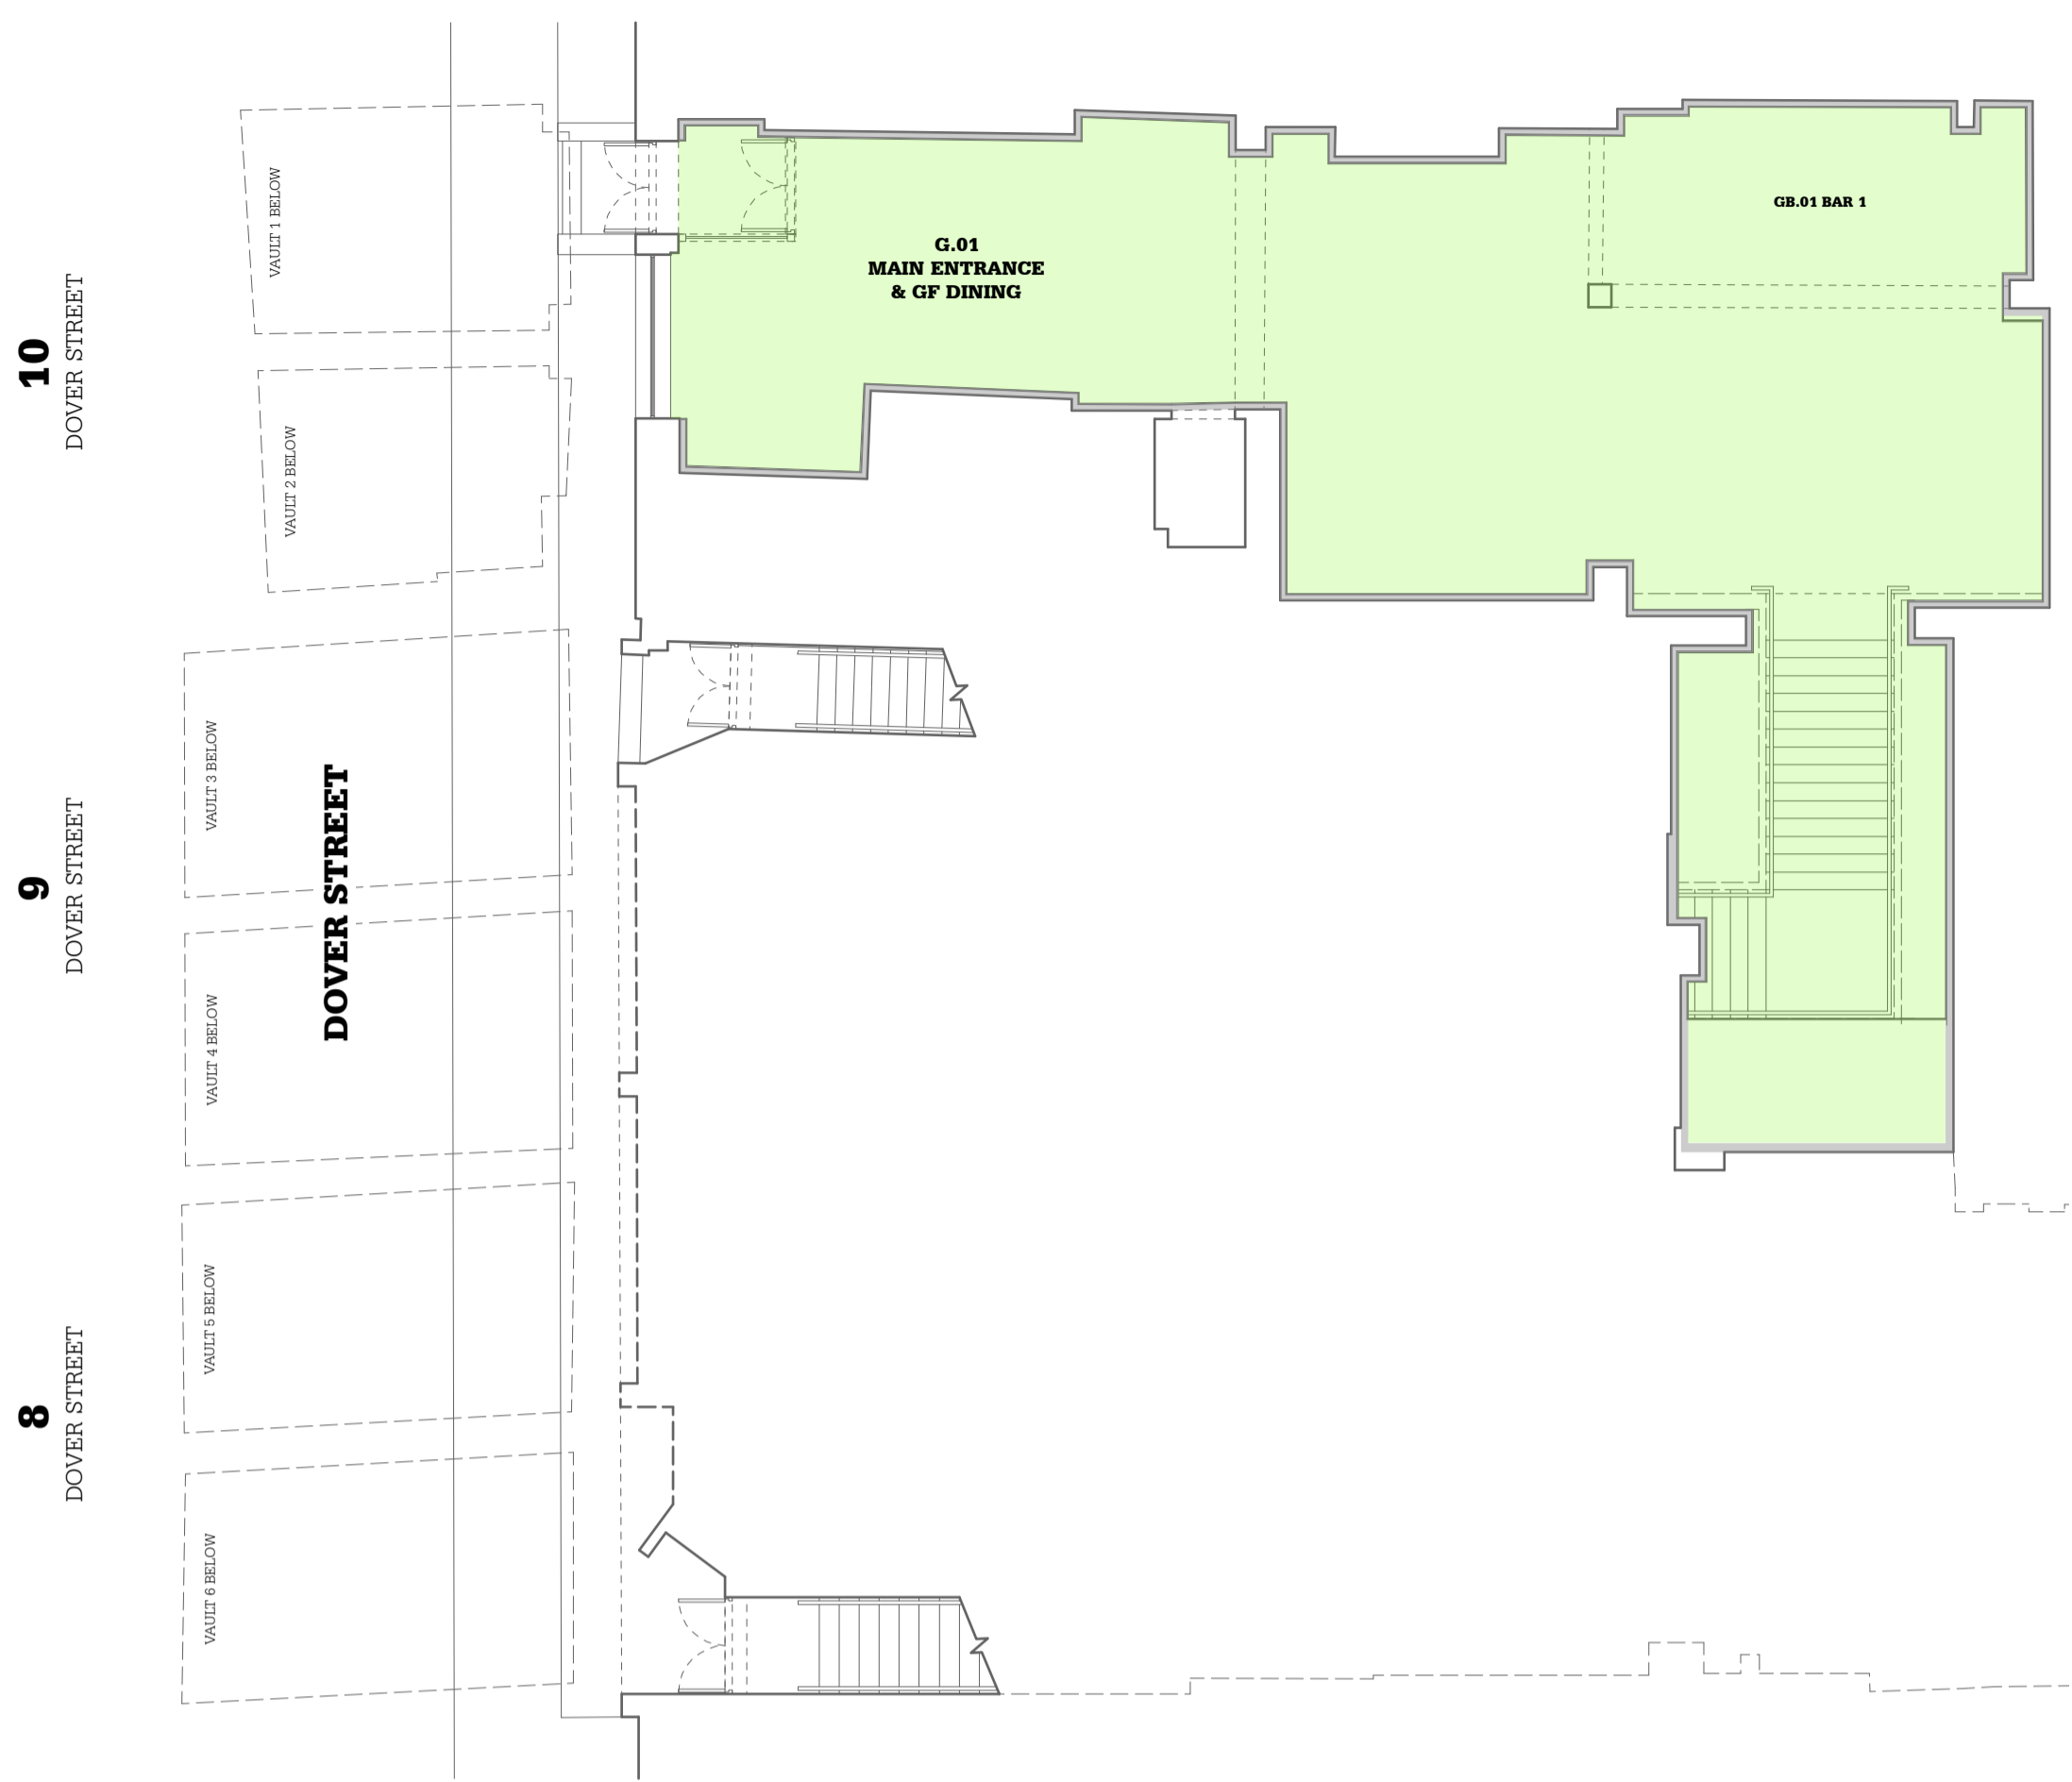 10
DOVER STREET
9
DOVER STREET
8
DOVER STREET
VAULT 1 BELOW
VAULT 2 BELOW
VAULT 3 BELOW
VAULT 4 BELOW
VAULT 5 BELOW
VAULT 6 BELOW
DOVER STREET
G.01
MAIN ENTRANCE
& GF DINING
GB.01 BAR 1